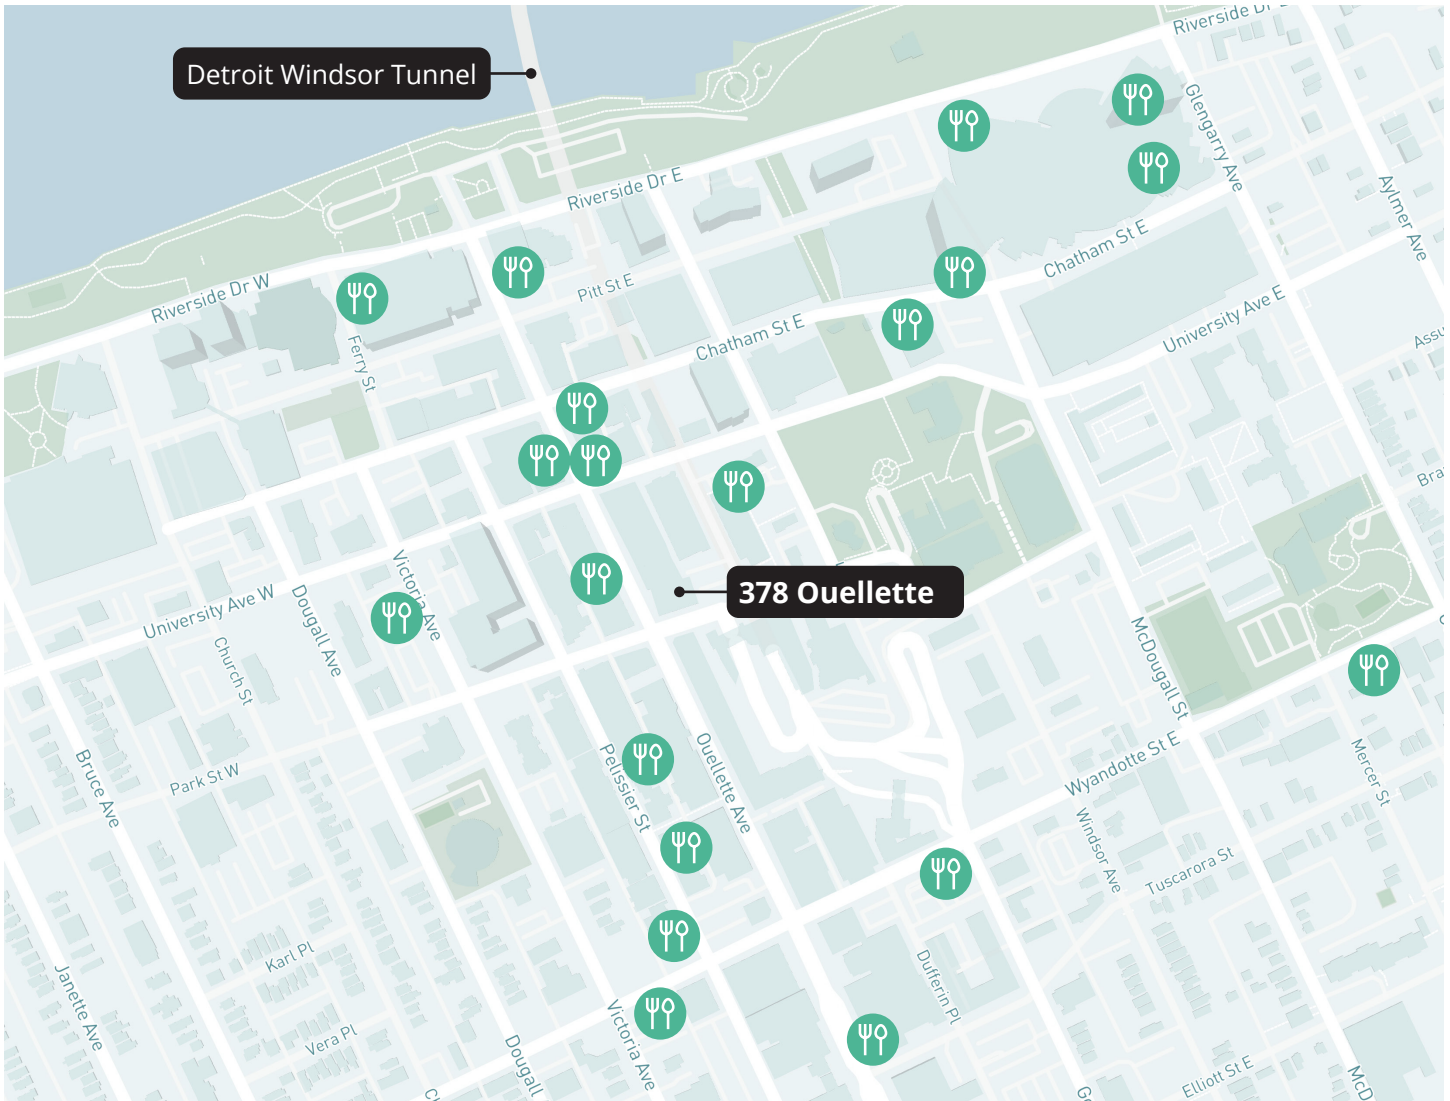 Detroit Windsor Tunnel
Riverside Dr E
Glengarry Ave
Aylmer Ave
Riverside Dr E
Chatham St E
Riverside Dr W
Pitt St E
Chatham St E
University Ave E
Ferry St
378 Ouellette
Victoria Ave
University Ave W
Dougall Ave
Church St
McDougall St
Bruce Ave
Park St W
Pelissier St
Ouellette Ave
Wyandotte St E
Mercer St
Windsor Ave
Tuscarora St
Karl Pl
Janette Ave
Vera Pl
Dufferin Pl
Dougall
Victoria Ave
Elliott St E
McD